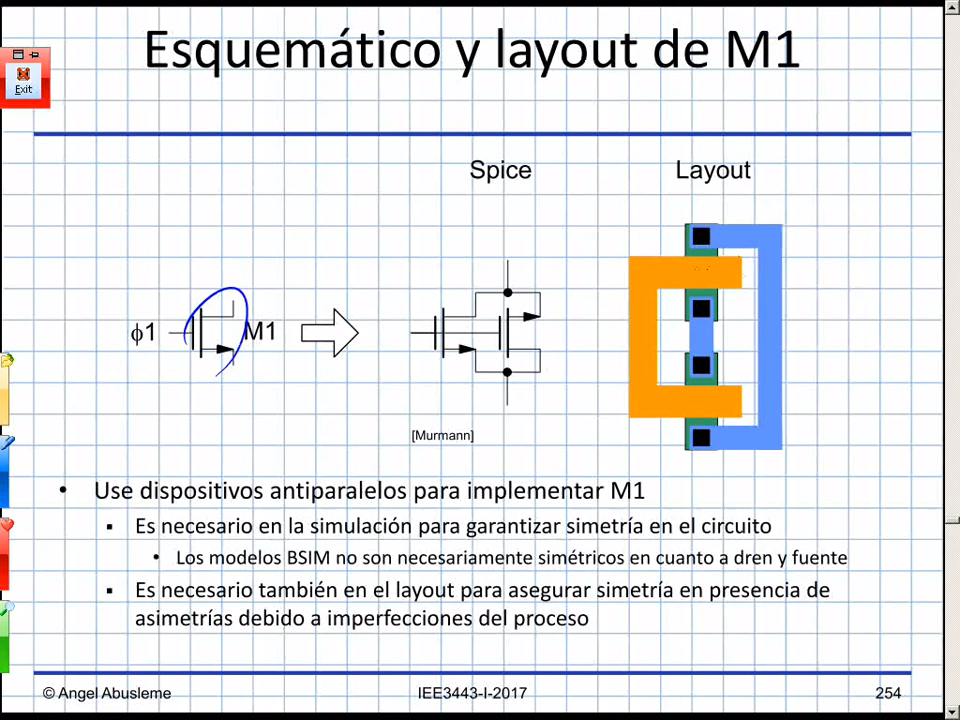 Esquemático y layout de M1
Exit
Spice
Layout
ϕ1
M1
[Murmann]
• Use dispositivos antiparalelos para implementar M1
▪ Es necesario en la simulación para garantizar simetría en el circuito
• Los modelos BSIM no son necesariamente simétricos en cuanto a dren y fuente
▪ Es necesario también en el layout para asegurar simetría en presencia de
asimetrías debido a imperfecciones del proceso
© Angel Abusleme
IEE3443-I-2017
254